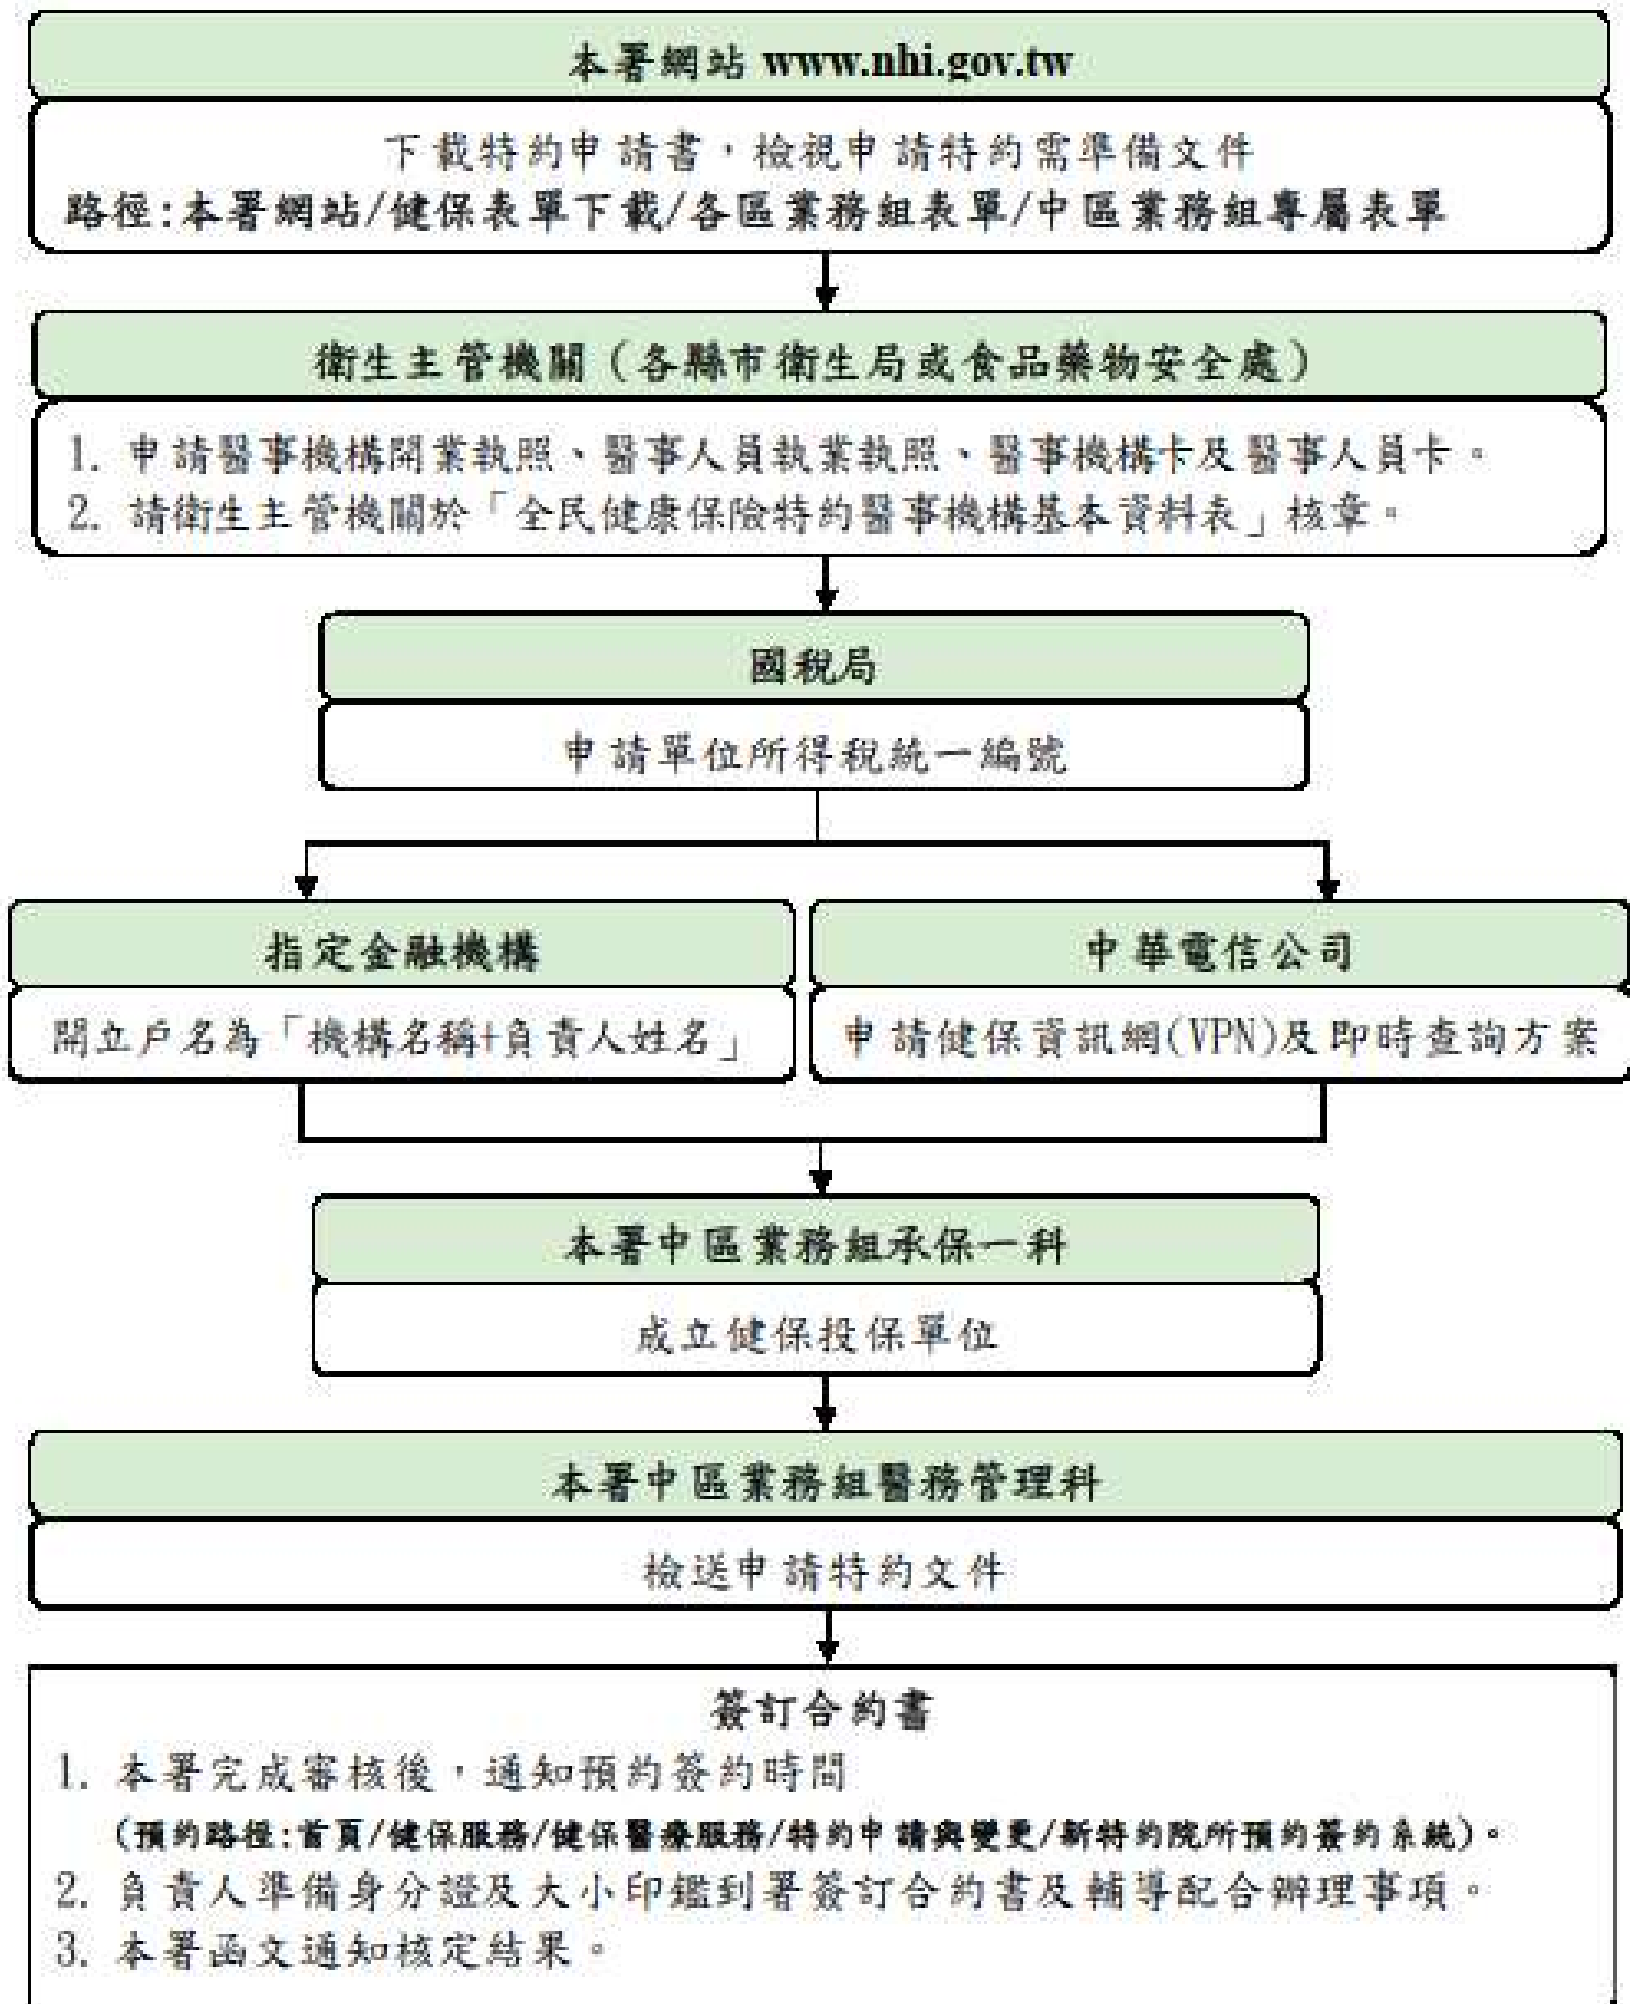 本署網站 www.nhi.gov.tw
下載特約申請書，檢視申請特約需準備文件
路徑:本署網站/健保表單下載/各區業務組表單/中區業務組專屬表單
衛生主管機關（各縣市衛生局或食品藥物安全處）
1. 申請醫事機構開業執照、醫事人員執業執照、醫事機構卡及醫事人員卡。
2. 請衛生主管機關於「全民健康保險特約醫事機構基本資料表」核章。
國稅局
申請單位所得稅統一編號
指定金融機構
開立戶名為「機構名稱+負責人姓名」
中華電信公司
申請健保資訊網(VPN)及即時查詢方案
本署中區業務組承保一科
成立健保投保單位
本署中區業務組醫務管理科
檢送申請特約文件
簽訂合約書
1. 本署完成審核後，通知預約簽約時間
(預約路徑:首頁/健保服務/健保醫療服務/特約申請與變更/新特約院所預約簽約系統)。
2. 負責人準備身分證及大小印鑑到署簽訂合約書及輔導配合辦理事項。
3. 本署函文通知核定結果。